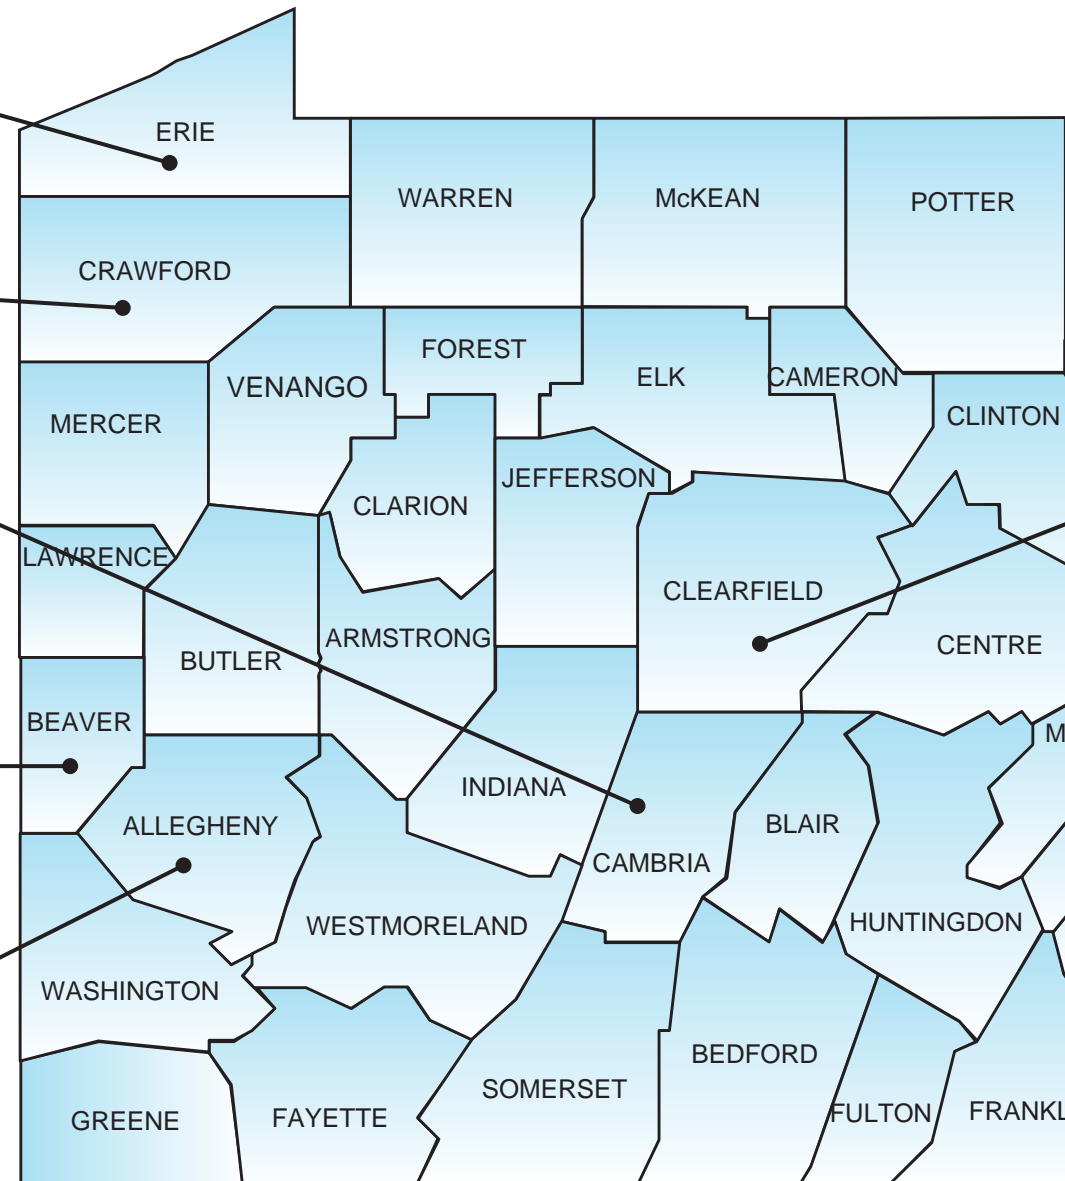 ERIE
WARREN
McKEAN
POTTER
CRAWFORD
FOREST
ELK
CAMERON
VENANGO
CLINTON
MERCER
JEFFERSON
CLARION
LAWRENCE
CLEARFIELD
ARMSTRONG
CENTRE
BUTLER
BEAVER
M
INDIANA
ALLEGHENY
BLAIR
CAMBRIA
HUNTINGDON
WESTMORELAND
WASHINGTON
BEDFORD
SOMERSET
FULTON
FRANKL
FAYETTE
GREENE